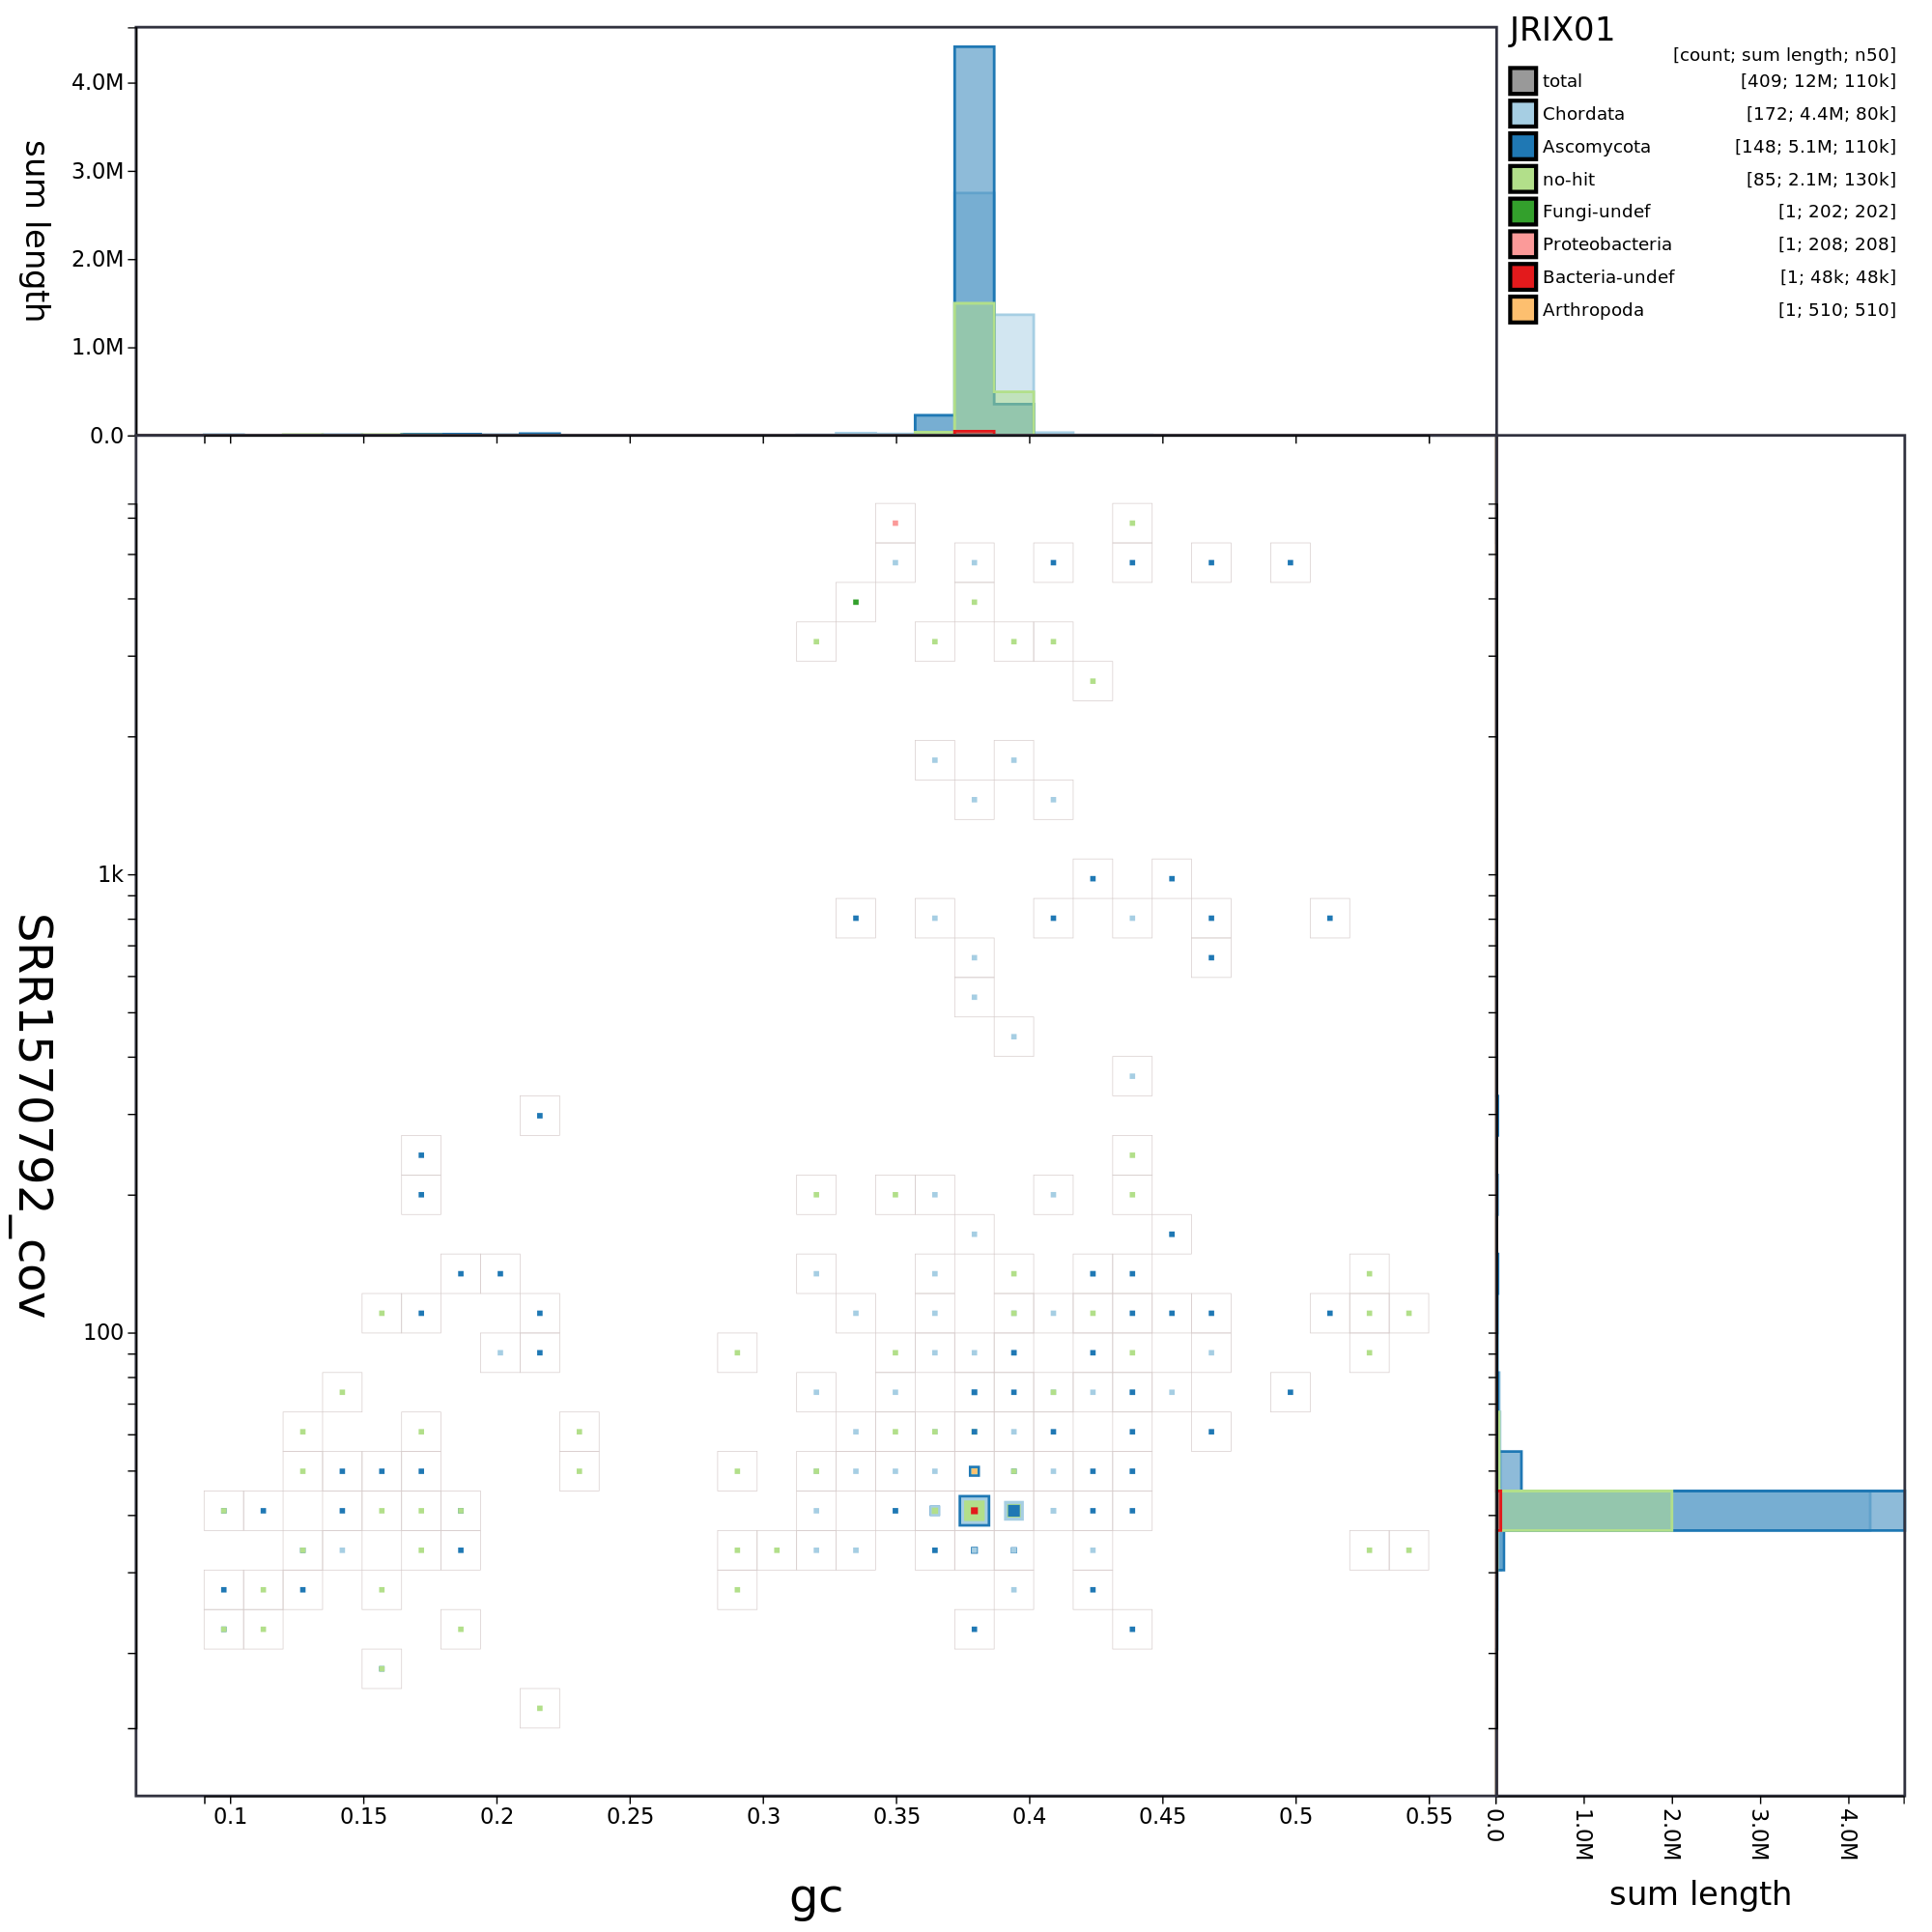 JRIX01
[count; sum length; n50]
total [409; 12M; 110k]
Chordata [172; 4.4M; 80k]
Ascomycota [148; 5.1M; 110k]
no-hit [85; 2.1M; 130k]
Fungi-undef [1; 202; 202]
Proteobacteria [1; 208; 208]
Bacteria-undef [1; 48k; 48k]
Arthropoda [1; 510; 510]
sum length
4.0M
3.0M
2.0M
1.0M
0.0
SRR1570792_cov
1k
100
0.1 0.15 0.2 0.25 0.3 0.35 0.4 0.45 0.5 0.55
gc
0.0 1.0M 2.0M 3.0M 4.0M
sum length